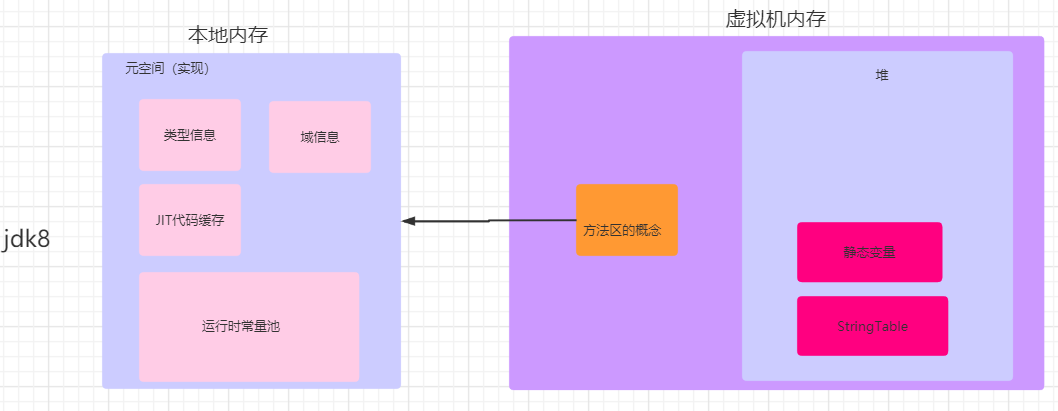 本地内存
虚拟机内存
元空间（实现）
堆
类型信息
域信息
JIT代码缓存
方法区的概念
jdk8
静态变量
运行时常量池
StringTable